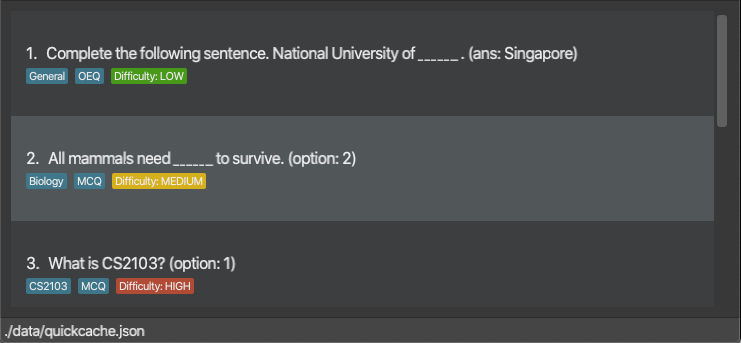 1. Complete the following sentence. National University of ______ . (ans: Singapore)
General OEQ Difficulty: LOW
2. All mammals need ______ to survive. (option: 2)
Biology MCQ Difficulty: MEDIUM
3. What is CS2103? (option: 1)
CS2103 MCQ Difficulty: HIGH
./data/quickcache.json